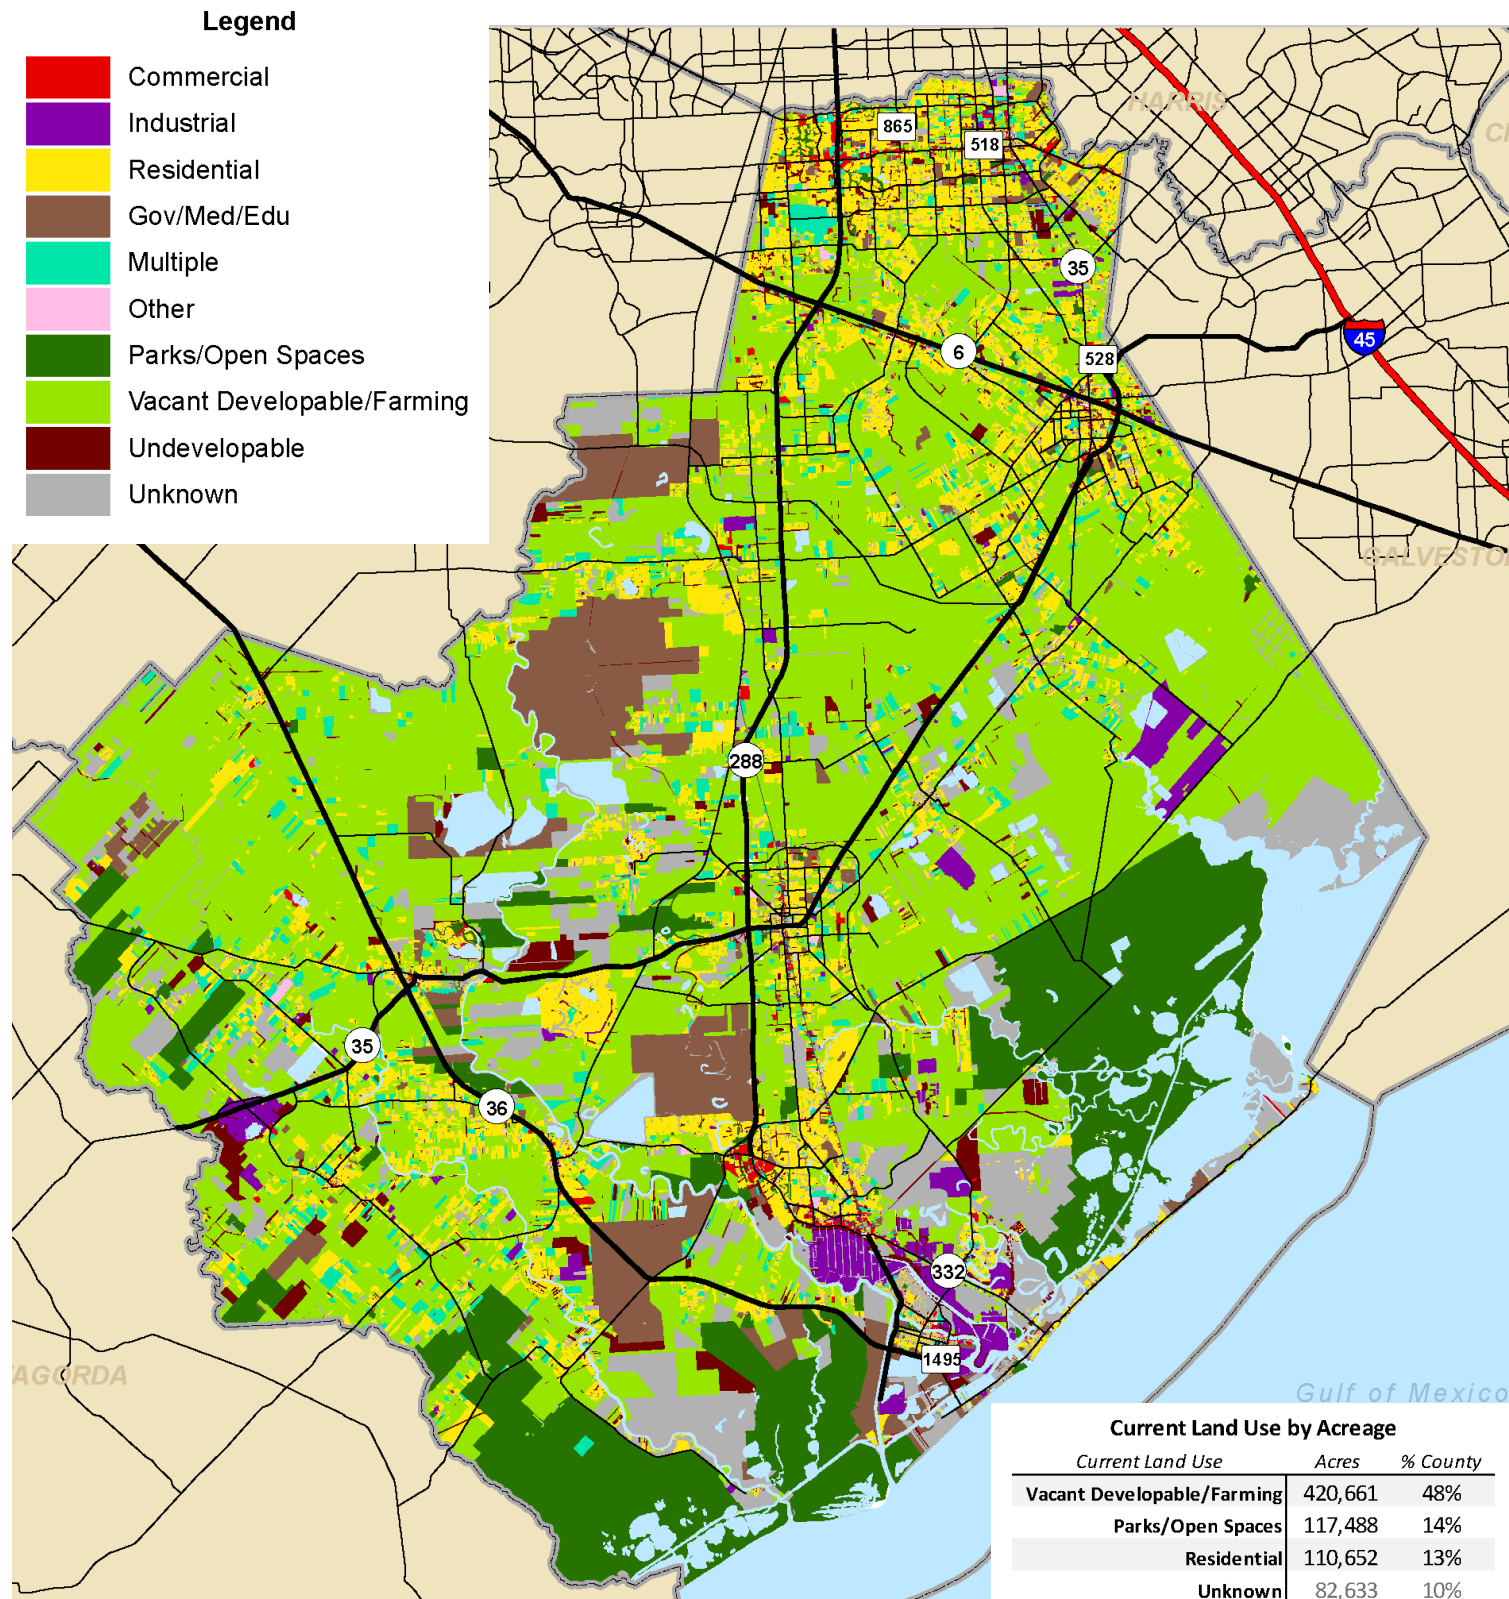 Legend
Commercial
Industrial
Residential
Gov/Med/Edu
Multiple
Other
Parks/Open Spaces
Vacant Developable/Farming
Undevelopable
Unknown
HARRIS
865
518
35
6
528
45
GALVESTON
288
35
36
332
1495
Gulf of Mexico
Current Land Use by Acreage
Current Land Use Acres % County
Vacant Developable/Farming 420,661 48%
Parks/Open Spaces 117,488 14%
Residential 110,652 13%
Unknown 82,633 10%